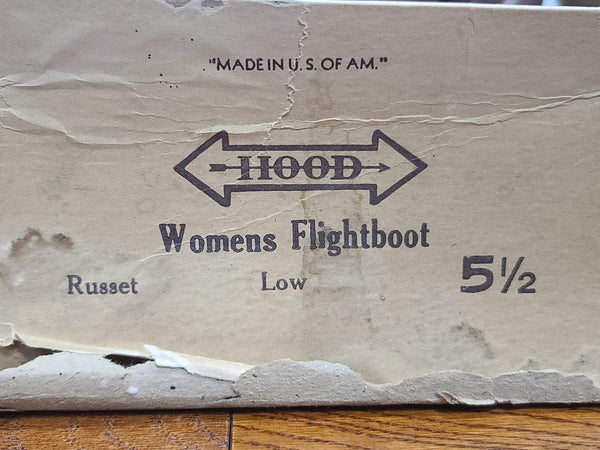 "MADE IN U.S. OF AM."
HOOD
Womens Flightboot
Russet Low 5½